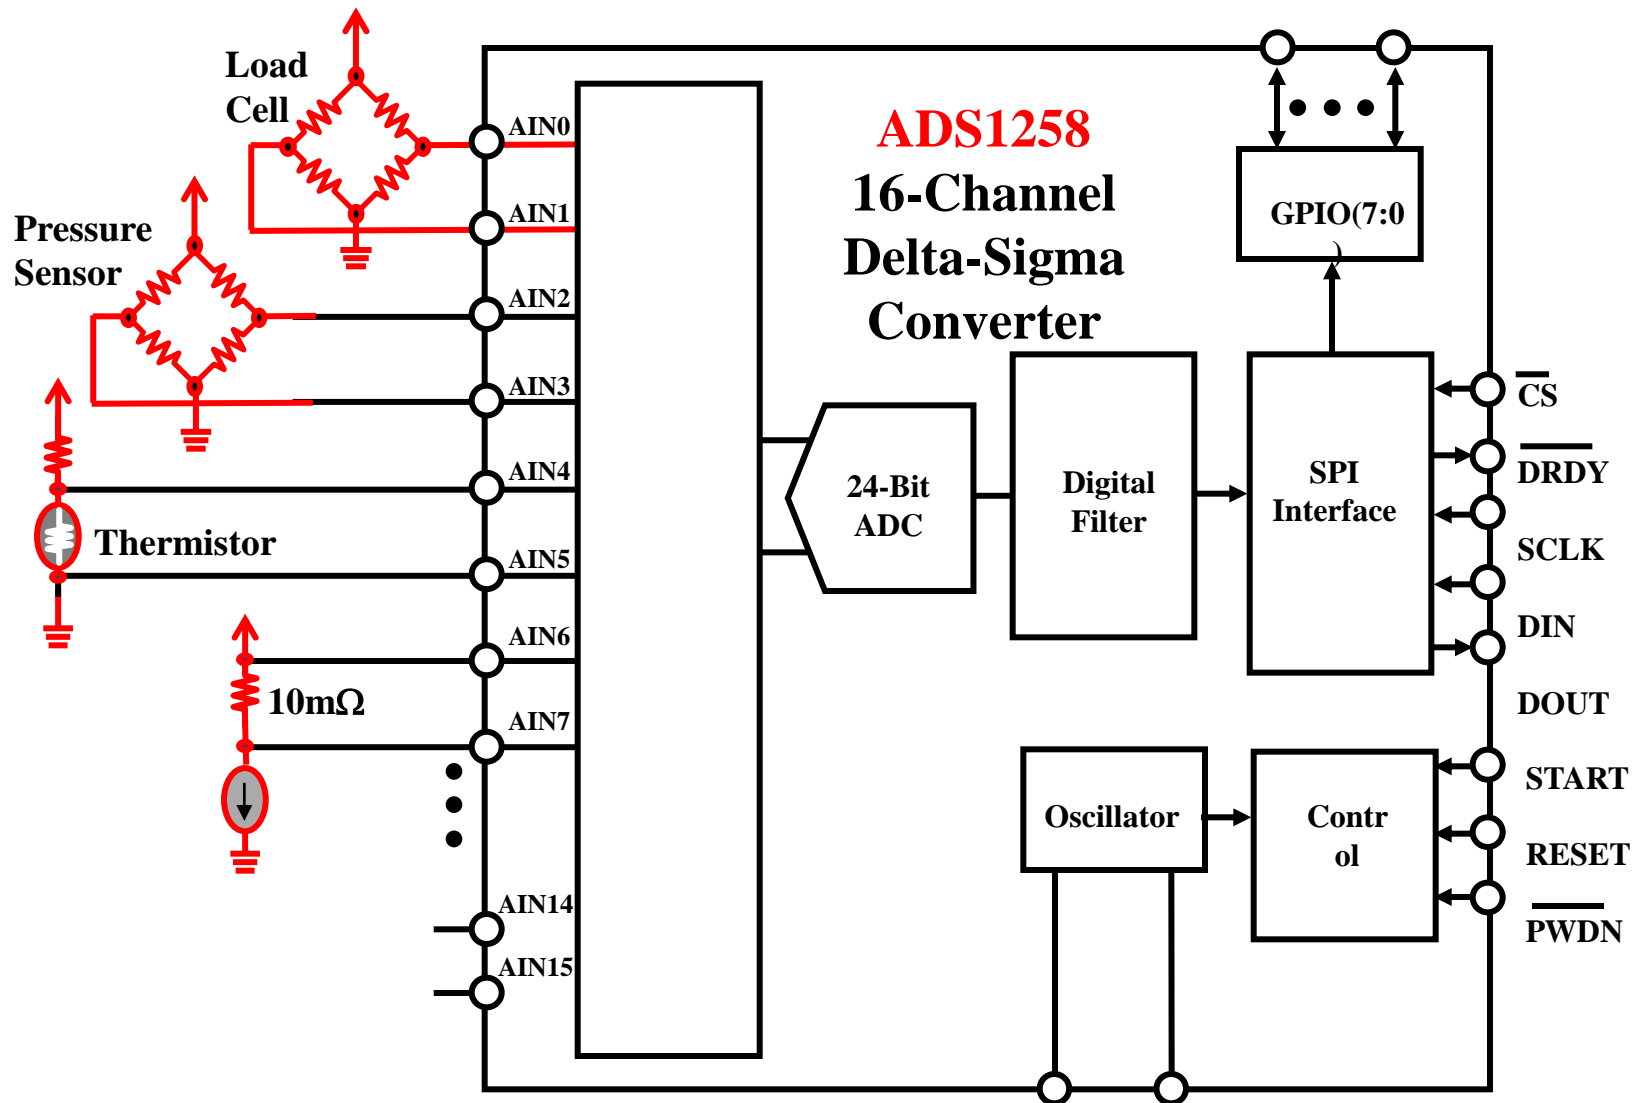 Load
Cell
Pressure
Sensor
Thermistor
10mΩ
AIN0
AIN1
AIN2
AIN3
AIN4
AIN5
AIN6
AIN7
AIN14
AIN15
ADS1258
16-Channel
Delta-Sigma
Converter
GPIO(7:0
)
24-Bit
ADC
Digital
Filter
SPI
Interface
Oscillator
Contr
ol
CS
DRDY
SCLK
DIN
DOUT
START
RESET
PWDN